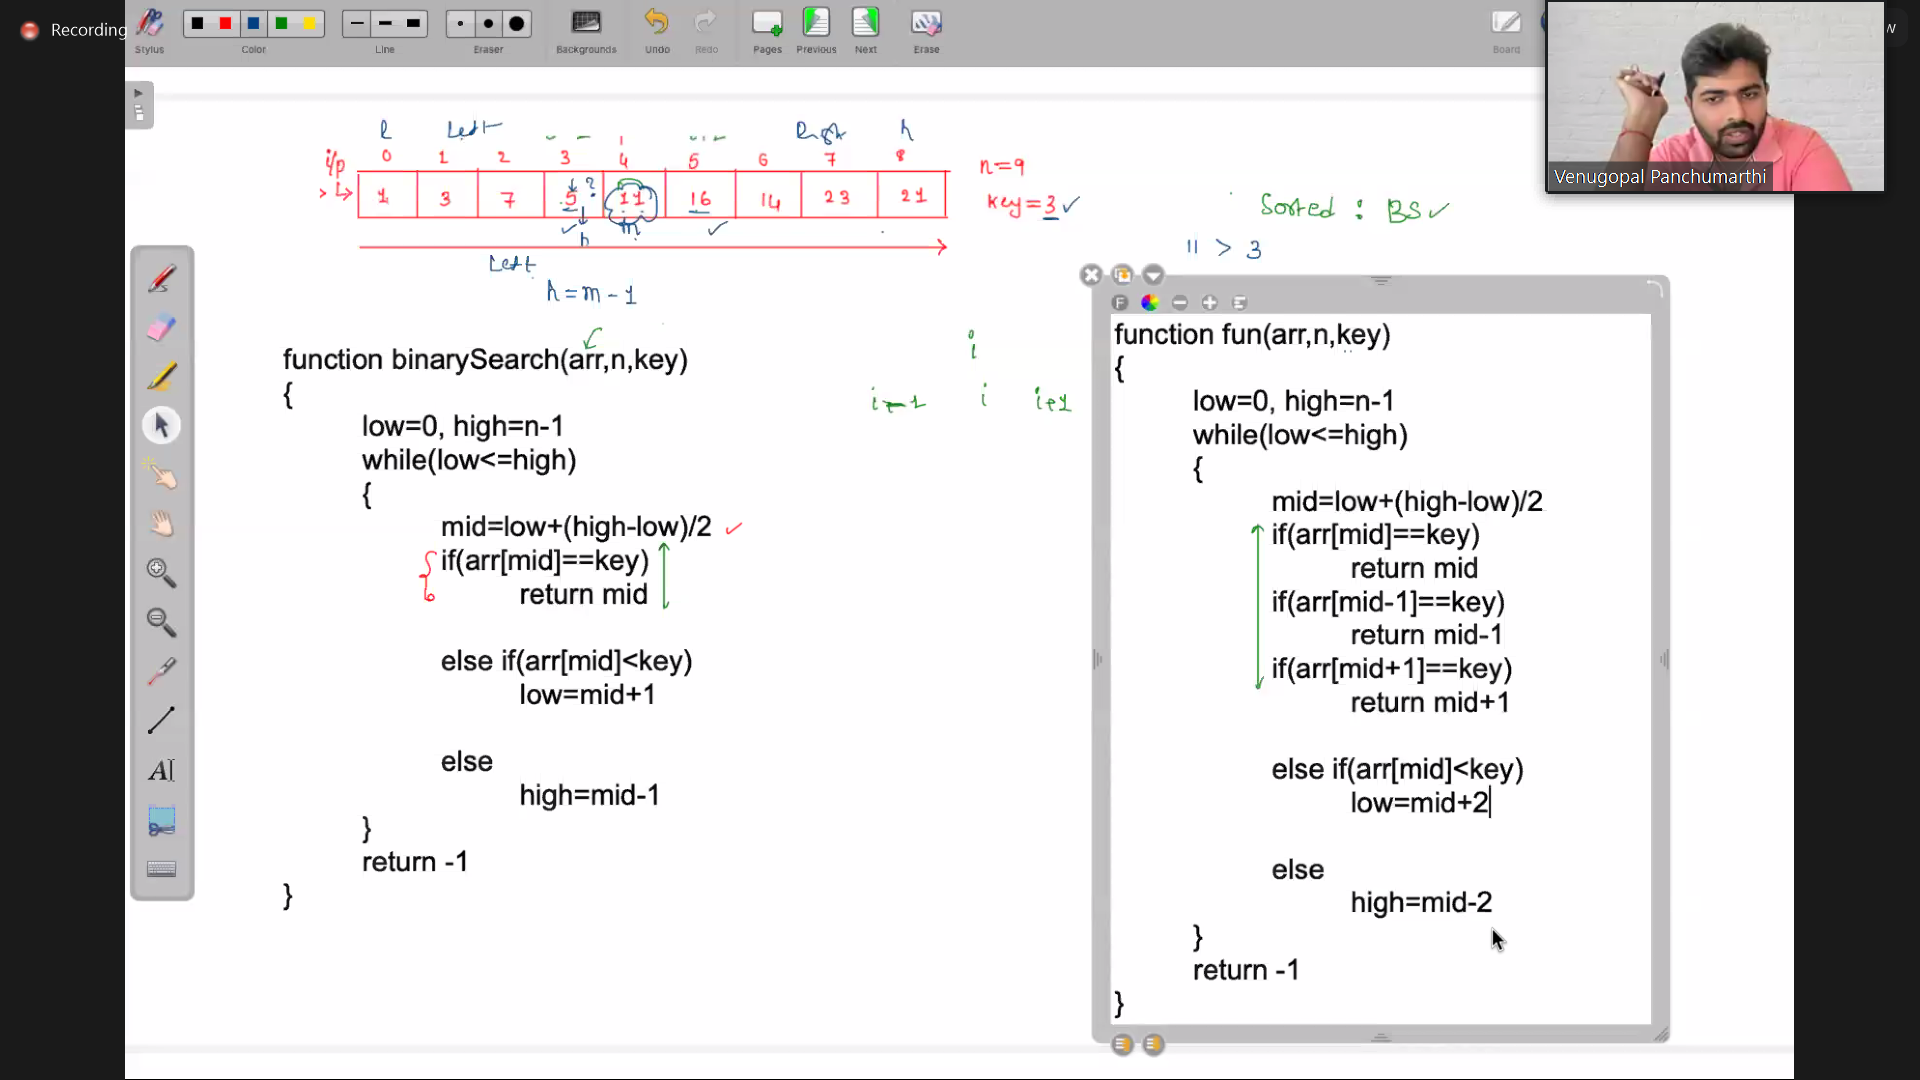 Recording
Stylus
Color
Line
Eraser
Backgrounds
Undo
Redo
Pages
Previous
Next
Erase
Board
w
Venugopal Panchumarthi
l Left Right h
i/p 0 1 2 3 4 5 6 7 8
1 3 7 5 11 16 14 23 21
?
h m
n=9
key=3
Left
h=m-1
Sorted : BS
11 > 3
i
i-1 i i+1
function binarySearch(arr,n,key)
{
low=0, high=n-1
while(low<=high)
{
mid=low+(high-low)/2
if(arr[mid]==key)
return mid
else if(arr[mid]<key)
low=mid+1
else
high=mid-1
}
return -1
}
F
function fun(arr,n,key)
{
low=0, high=n-1
while(low<=high)
{
mid=low+(high-low)/2
if(arr[mid]==key)
return mid
if(arr[mid-1]==key)
return mid-1
if(arr[mid+1]==key)
return mid+1
else if(arr[mid]<key)
low=mid+2
else
high=mid-2
}
return -1
}
A